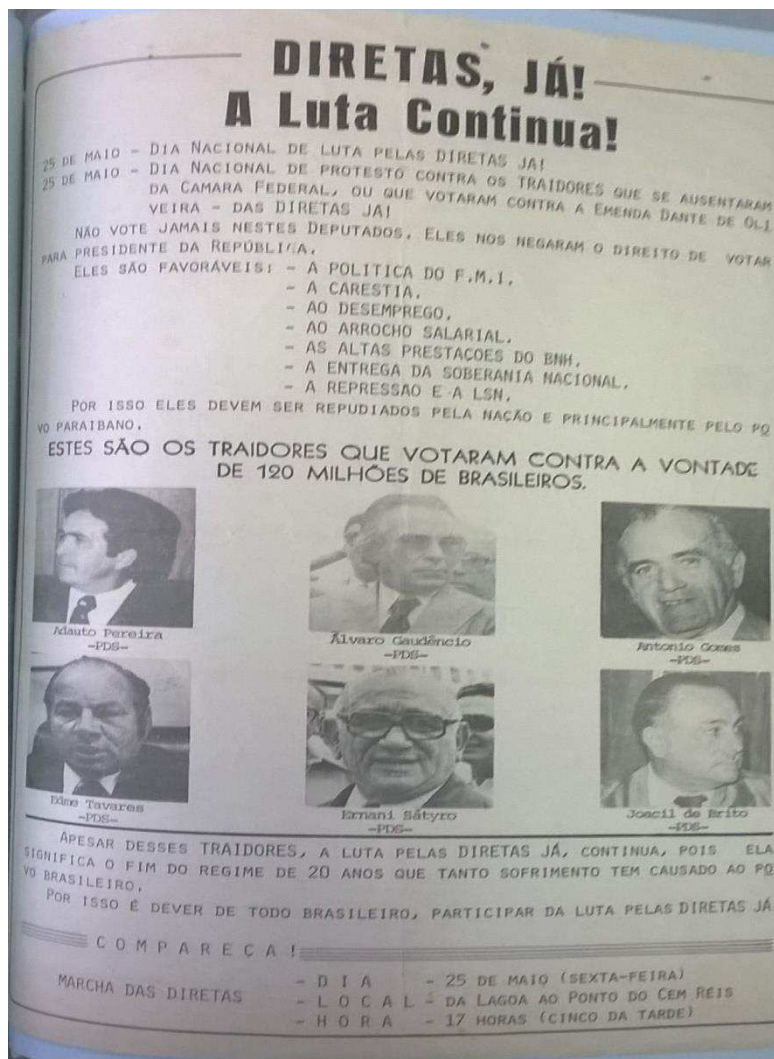 DIRETAS, JÁ!
A Luta Continua!
25 DE MAIO - DIA NACIONAL DE LUTA PELAS DIRETAS JA!
25 DE MAIO - DIA NACIONAL DE PROTESTO CONTRA OS TRAIDORES QUE SE AUSENTARAM
DA CAMARA FEDERAL, OU QUE VOTARAM CONTRA A EMENDA DANTE DE OLI
VEIRA - DAS DIRETAS JA!
NÃO VOTE JAMAIS NESTES DEPUTADOS. ELES NOS NEGARAM O DIREITO DE VOTAR
PARA PRESIDENTE DA REPÚBLICA.
ELES SÃO FAVORÁVEIS: - A POLITICA DO F.M.I.
- A CARESTIA.
- AO DESEMPREGO.
- AO ARROCHO SALARIAL.
- AS ALTAS PRESTAÇOES DO BNH.
- A ENTREGA DA SOBERANIA NACIONAL.
- A REPRESSAO E A LSN.
POR ISSO ELES DEVEM SER REPUDIADOS PELA NAÇÃO E PRINCIPALMENTE PELO PO
VO PARAIBANO.
ESTES SÃO OS TRAIDORES QUE VOTARAM CONTRA A VONTADE
DE 120 MILHÕES DE BRASILEIROS.
Adauto Pereira Álvaro Gaudêncio Antonio Gomes
-PDS- -PDS- -PDS-
Edme Tavares Ernani Sátyro Joacil de Brito
-PDS- -PDS- -PDS-
APESAR DESSES TRAIDORES, A LUTA PELAS DIRETAS JÁ, CONTINUA, POIS ELA
SIGNIFICA O FIM DO REGIME DE 20 ANOS QUE TANTO SOFRIMENTO TEM CAUSADO AO PO
VO BRASILEIRO.
POR ISSO É DEVER DE TODO BRASILEIRO, PARTICIPAR DA LUTA PELAS DIRETAS JÁ
COMPARECA!
MARCHA DAS DIRETAS - DIA - 25 DE MAIO (SEXTA-FEIRA)
- LOCAL - DA LAGOA AO PONTO DO CEM RÉIS
- HORA - 17 HORAS (CINCO DA TARDE)